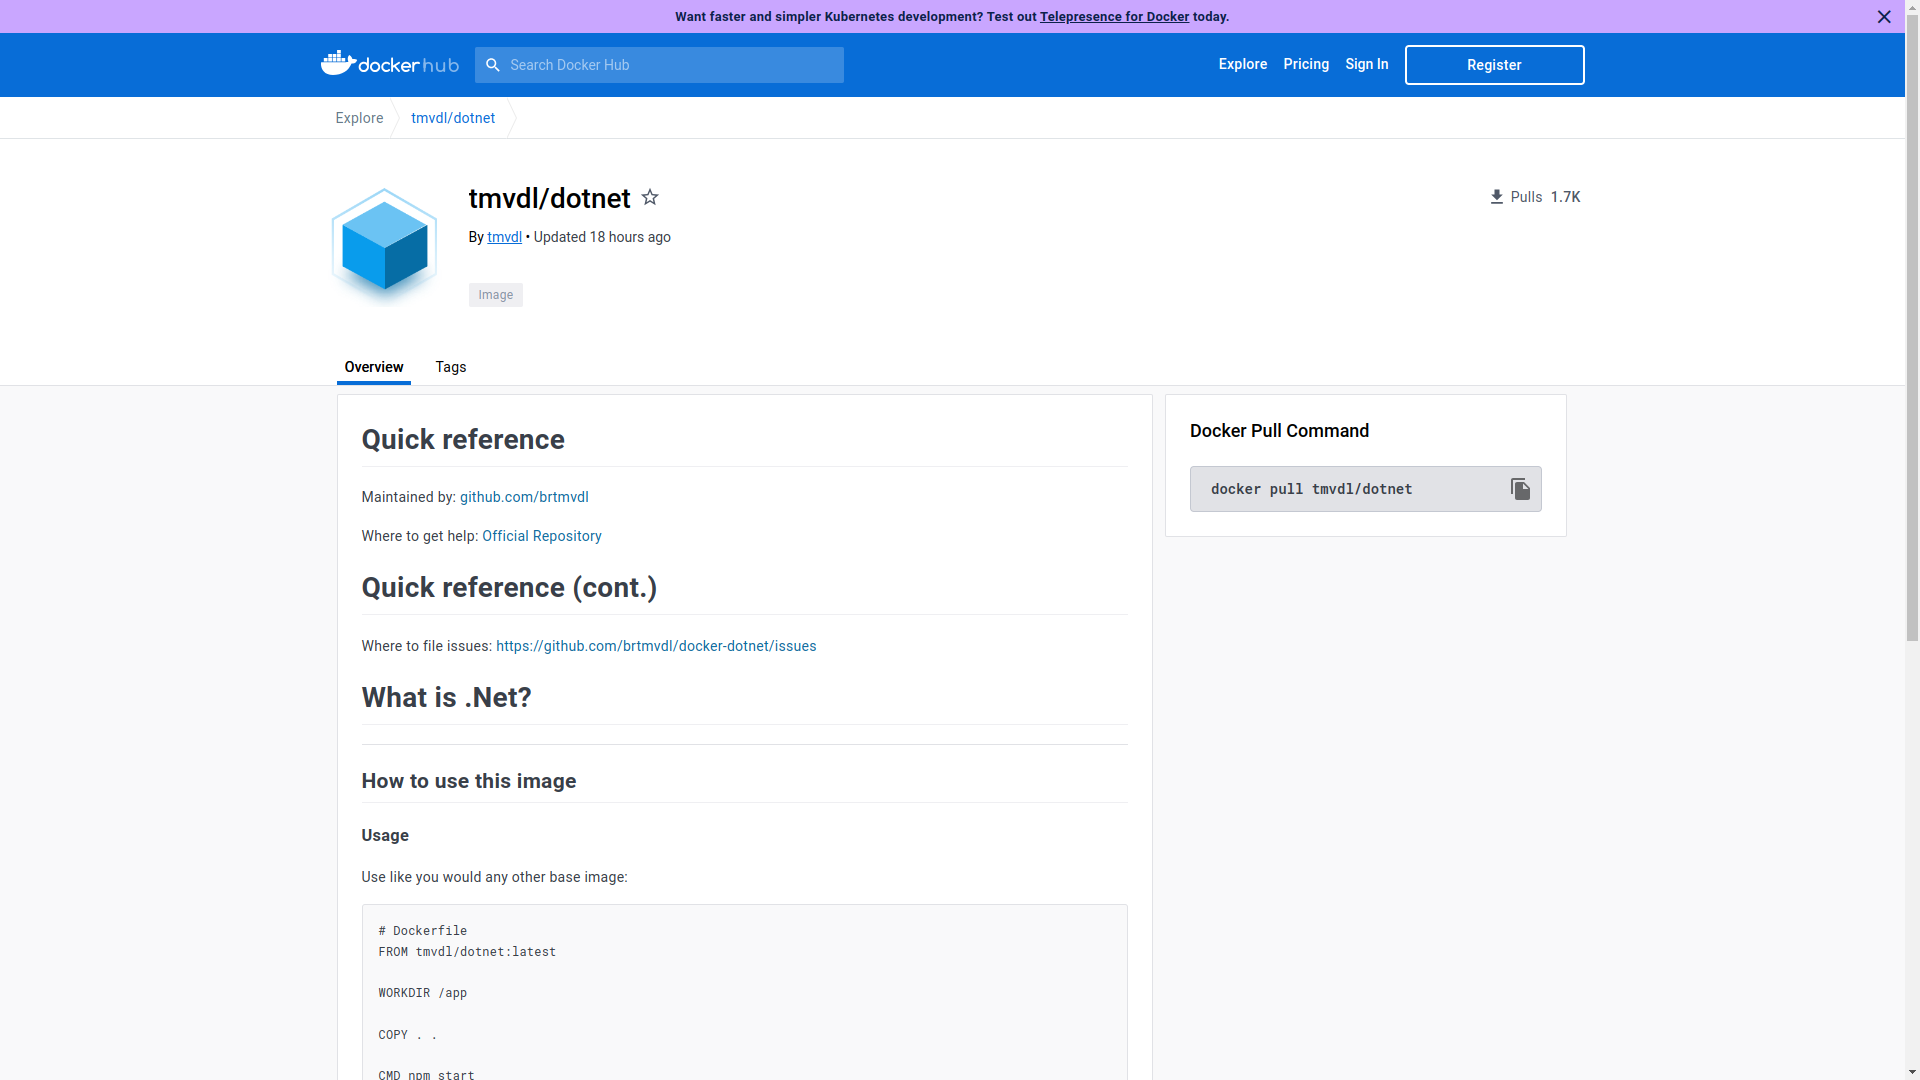 Want faster and simpler Kubernetes development? Test out Telepresence for Docker today.
docker hub
Search Docker Hub
Explore
Pricing
Sign In
Register
Explore
tmvdl/dotnet
tmvdl/dotnet
Pulls 1.7K
By tmvdl • Updated 18 hours ago
Image
Overview
Tags
Quick reference
Maintained by: github.com/brtmvdl
Where to get help: Official Repository
Quick reference (cont.)
Where to file issues: https://github.com/brtmvdl/docker-dotnet/issues
What is .Net?
How to use this image
Usage
Use like you would any other base image:
# Dockerfile
FROM tmvdl/dotnet:latest
WORKDIR /app
COPY . .
CMD npm start
Docker Pull Command
docker pull tmvdl/dotnet